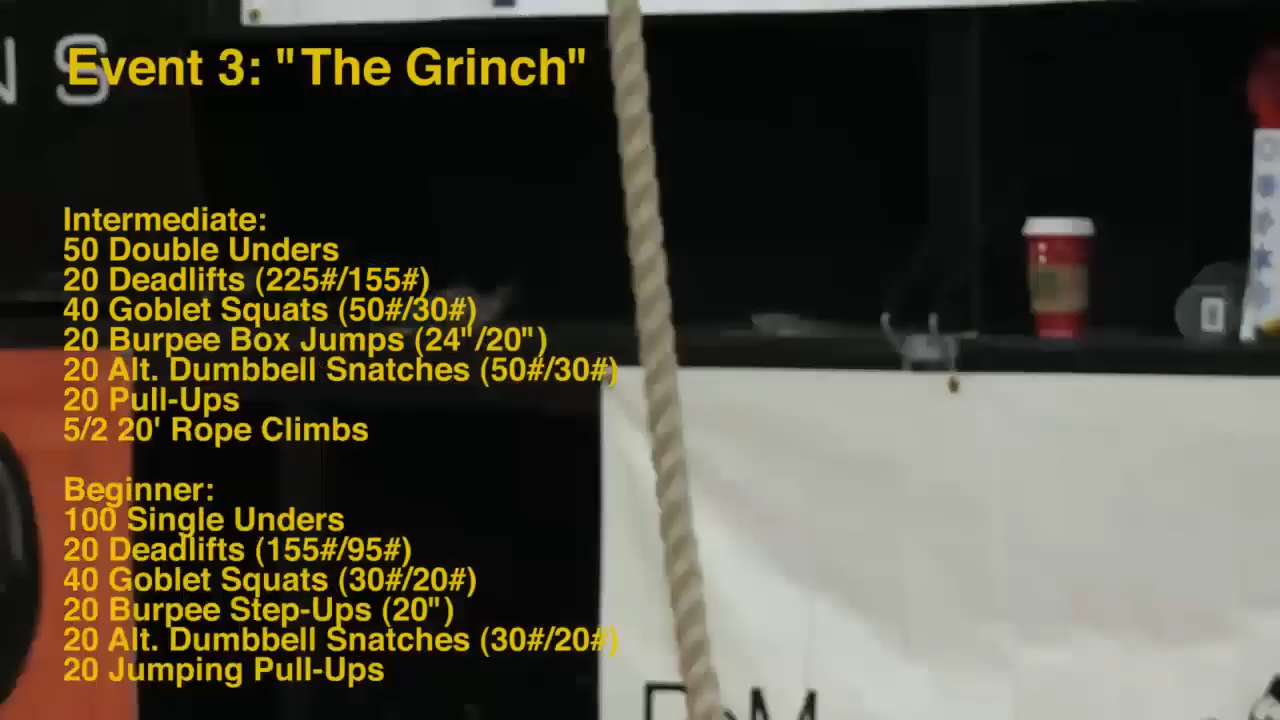 N S
Event 3: "The Grinch"
Intermediate:
50 Double Unders
20 Deadlifts (225#/155#)
40 Goblet Squats (50#/30#)
20 Burpee Box Jumps (24"/20")
20 Alt. Dumbbell Snatches (50#/30#)
20 Pull-Ups
5/2 20' Rope Climbs
Beginner:
100 Single Unders
20 Deadlifts (155#/95#)
40 Goblet Squats (30#/20#)
20 Burpee Step-Ups (20")
20 Alt. Dumbbell Snatches (30#/20#)
20 Jumping Pull-Ups